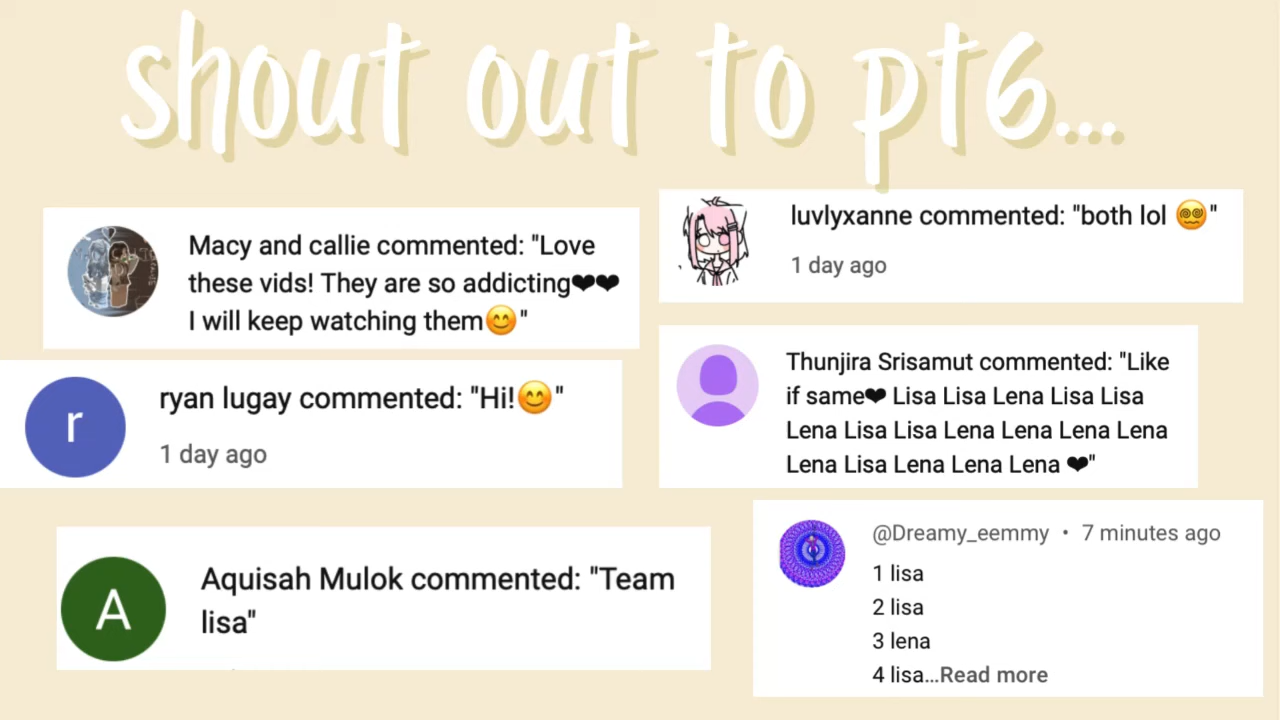 shout out to pt6...
Macy and callie commented: "Love
these vids! They are so addicting❤❤
I will keep watching them😊"
r
ryan lugay commented: "Hi!😊"
1 day ago
A
Aquisah Mulok commented: "Team
lisa"
luvlyxanne commented: "both lol 😵‍💫"
1 day ago
Thunjira Srisamut commented: "Like
if same❤ Lisa Lisa Lena Lisa Lisa
Lena Lisa Lisa Lena Lena Lena Lena
Lena Lisa Lena Lena Lena ❤"
@Dreamy_eemmy • 7 minutes ago
1 lisa
2 lisa
3 lena
4 lisa...Read more